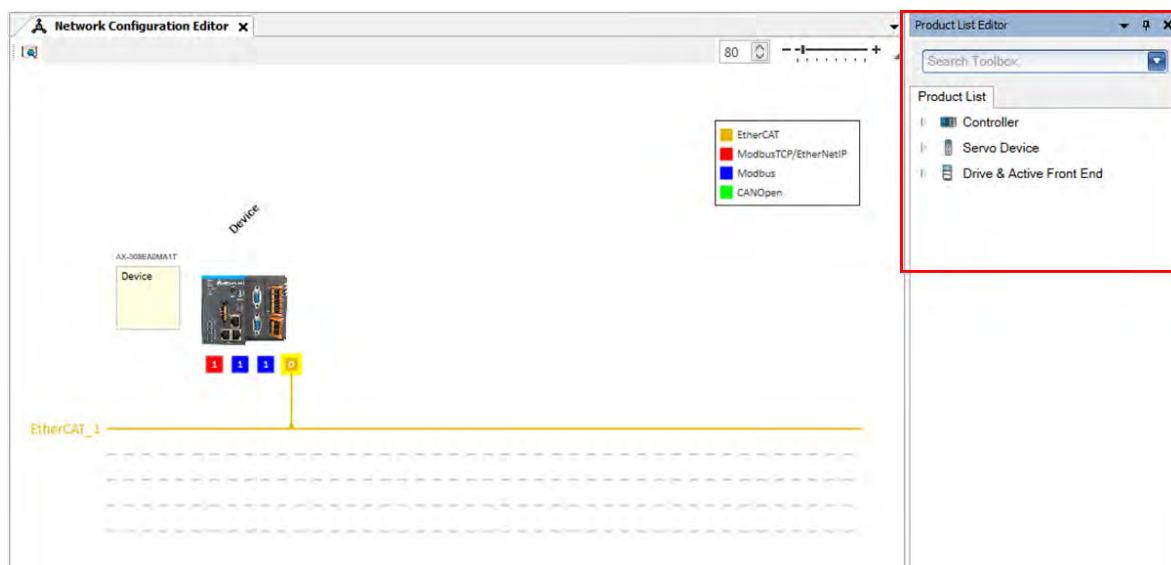 Network Configuration Editor
80
EtherCAT
ModbusTCP/EtherNetIP
Modbus
CANOpen
Device
AX-308EA0MA1T
Device
1 1 1 0
EtherCAT_1
Product List Editor
Search Toolbox
Product List
Controller
Servo Device
Drive & Active Front End